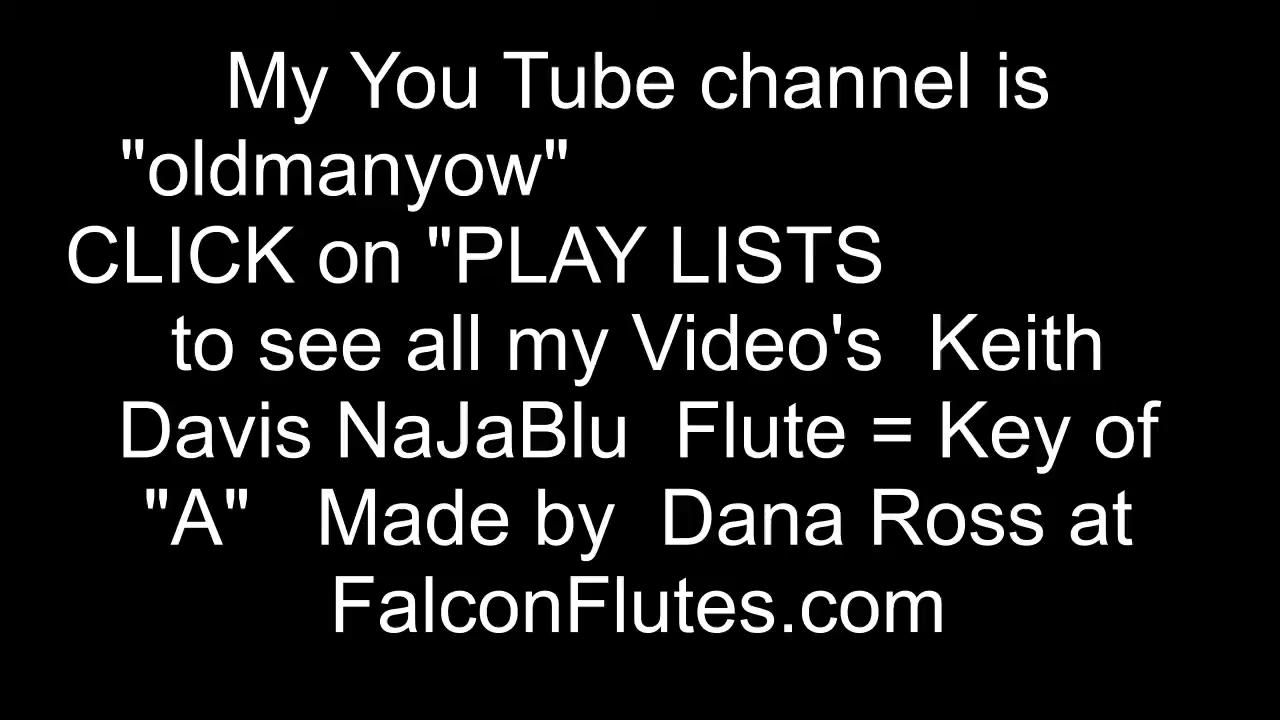 My You Tube channel is
"oldmanyow"
CLICK on "PLAY LISTS
to see all my Video's  Keith
Davis NaJaBlu  Flute = Key of
"A"   Made by  Dana Ross at
FalconFlutes.com